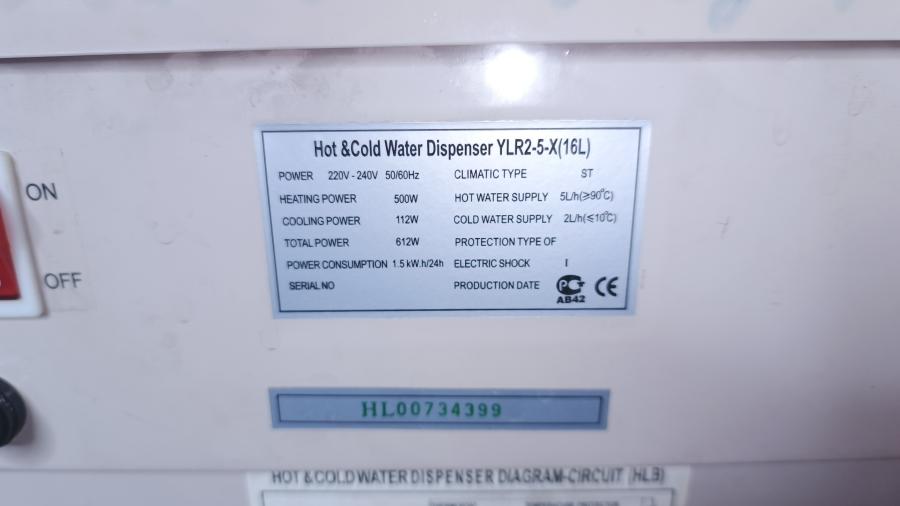 Hot &Cold Water Dispenser YLR2-5-X(16L)
POWER 220V - 240V 50/60Hz CLIMATIC TYPE ST
HEATING POWER 500W HOT WATER SUPPLY 5L/h(≥90℃)
COOLING POWER 112W COLD WATER SUPPLY 2L/h(≤10℃)
TOTAL POWER 612W PROTECTION TYPE OF
POWER CONSUMPTION 1.5 kW.h/24h ELECTRIC SHOCK I
SERIAL NO PRODUCTION DATE PG CE
AB42
ON
OFF
HL00734399
HOT & COLD WATER DISPENSER DIAGRAM-CIRCUIT (HLB)